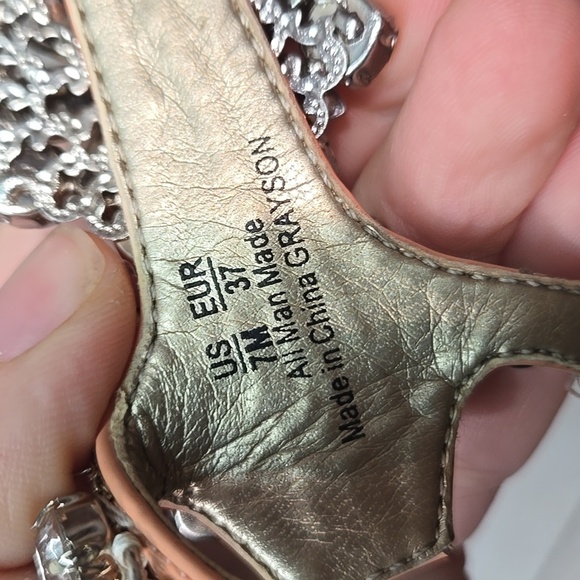 US EUR
7M 37
All Man Made
Made in China GRAYSON